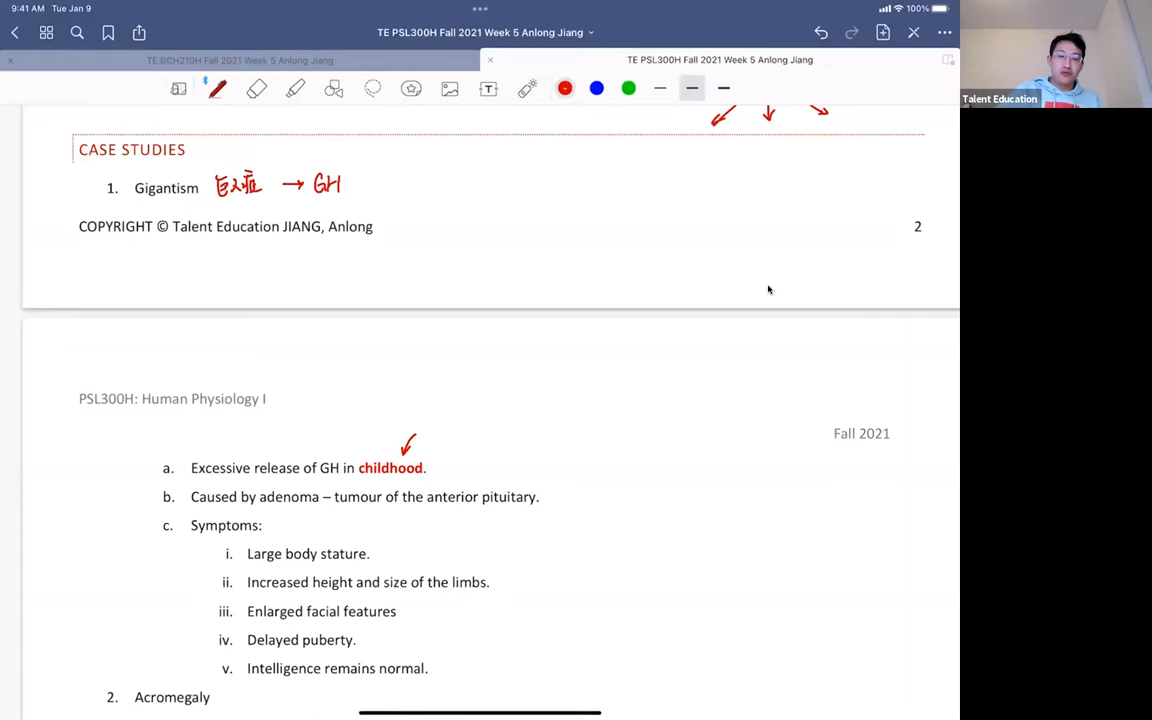 9:41 AM Tue Jan 9
100%
TE PSL300H Fall 2021 Week 5 Anlong Jiang
TE BCH210H Fall 2021 Week 5 Anlong Jiang
TE PSL300H Fall 2021 Week 5 Anlong Jiang
Talent Education
CASE STUDIES
1. Gigantism 巨人症 → GH
COPYRIGHT © Talent Education JIANG, Anlong 2
PSL300H: Human Physiology I
Fall 2021
a. Excessive release of GH in childhood.
b. Caused by adenoma – tumour of the anterior pituitary.
c. Symptoms:
i. Large body stature.
ii. Increased height and size of the limbs.
iii. Enlarged facial features
iv. Delayed puberty.
v. Intelligence remains normal.
2. Acromegaly